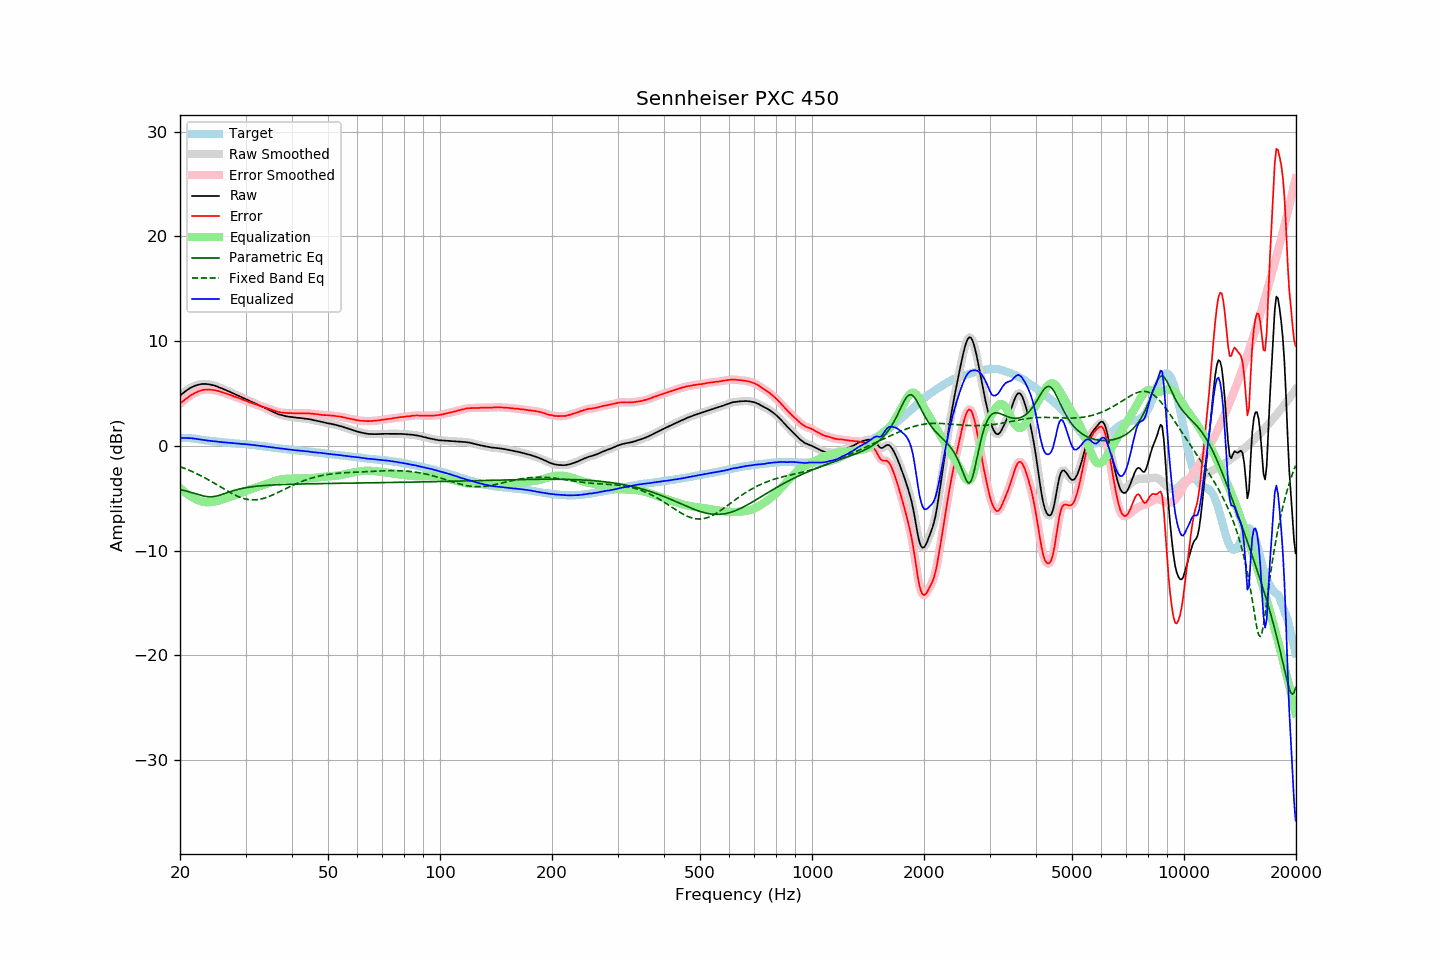 Sennheiser PXC 450
Target
Raw Smoothed
Error Smoothed
Raw
Error
Equalization
Parametric Eq
Fixed Band Eq
Equalized
30
20
10
0
−10
−20
−30
Amplitude (dBr)
20
50
100
200
500
1000
2000
5000
10000
20000
Frequency (Hz)